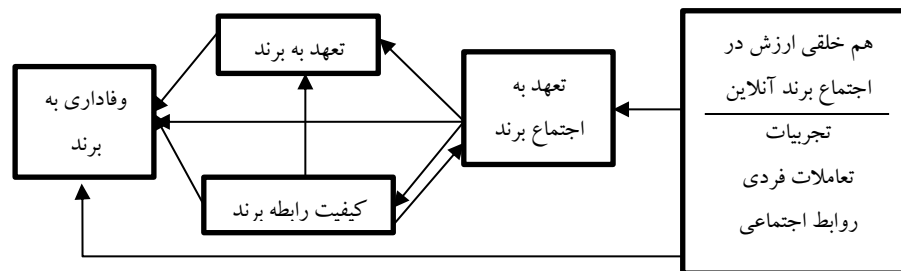 هم خلقی ارزش در
اجتماع برند آنلاین
تجربیات
تعاملات فردی
روابط اجتماعی
تعهد به
اجتماع برند
تعهد به برند
کیفیت رابطه برند
وفاداری به
برند